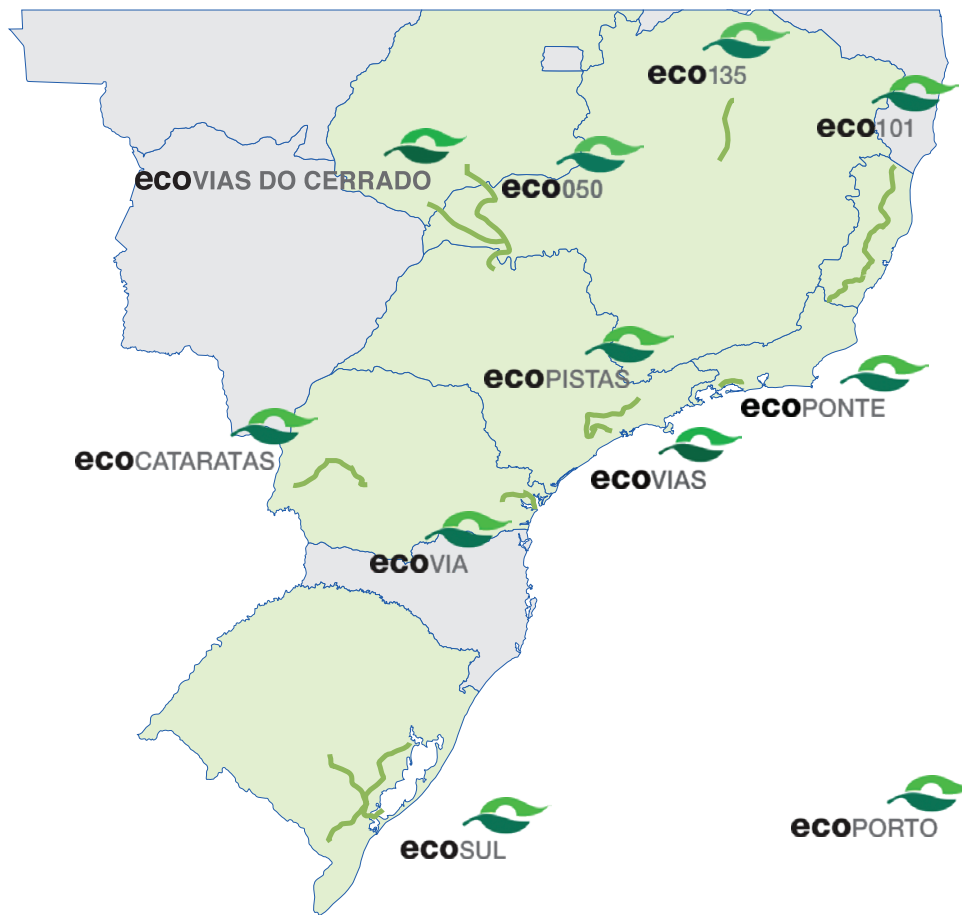 eco135
eco101
ecoVIAS DO CERRADO
eco050
ecoPISTAS
ecoPONTE
ecoCATARATAS
ecoVIAS
ecoVIA
ecoPORTO
ecoSUL